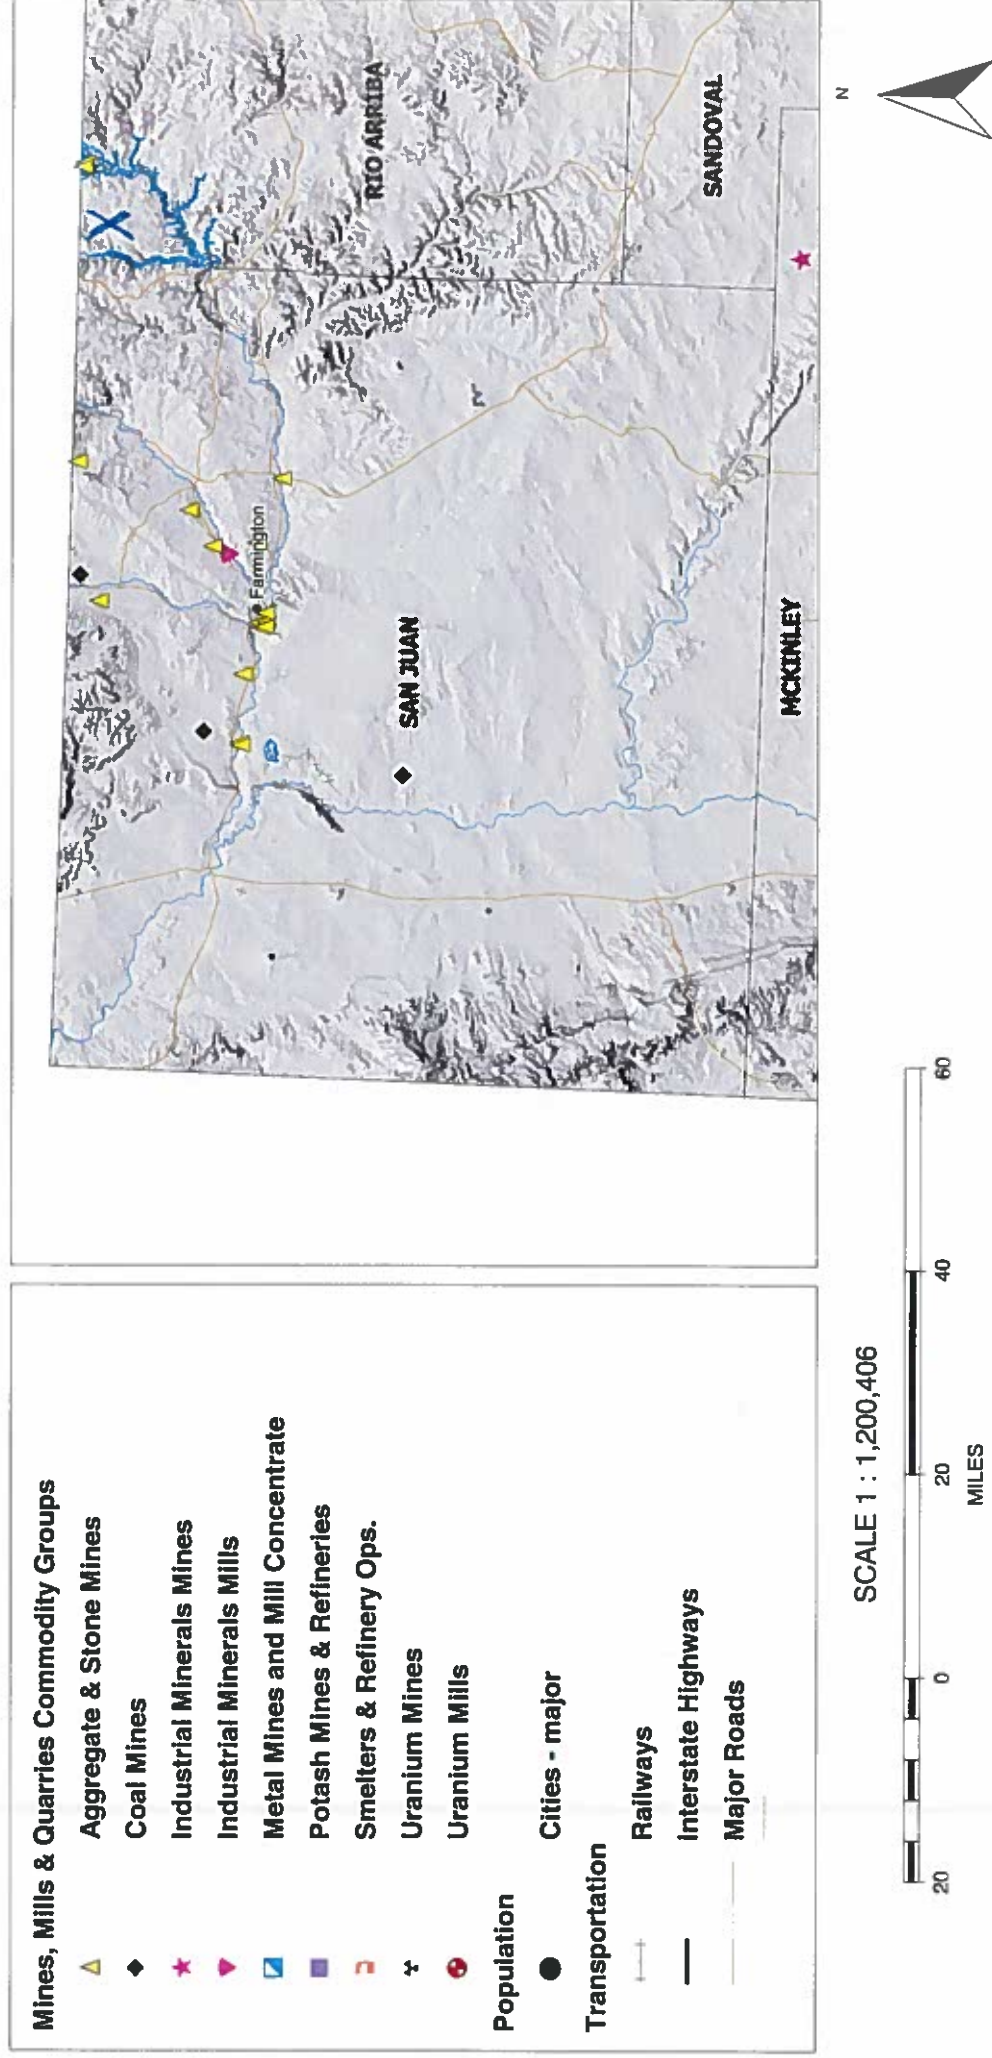 Mines, Mills & Quarries Commodity Groups
Aggregate & Stone Mines
Coal Mines
Industrial Minerals Mines
Industrial Minerals Mills
Metal Mines and Mill Concentrate
Potash Mines & Refineries
Smelters & Refinery Ops.
Uranium Mines
Uranium Mills
Population
Cities - major
Transportation
Railways
Interstate Highways
Major Roads
Farmington
RIO ARRIBA
SAN JUAN
SANDOVAL
MCKINLEY
X
N
SCALE 1 : 1,200,406
20 0 20 40 60
MILES